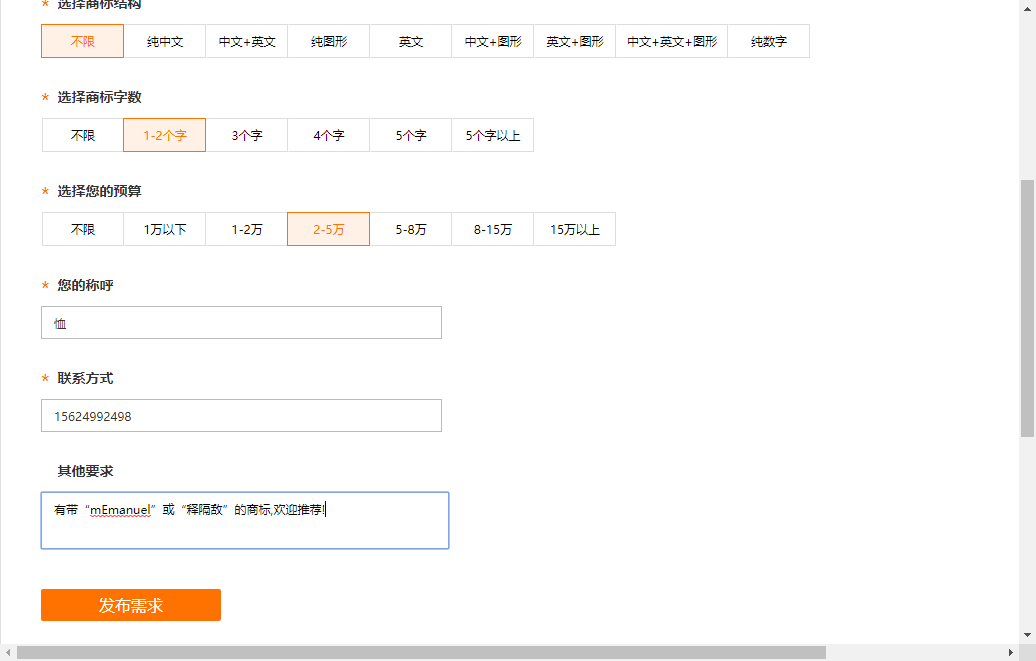 * 选择商标结构
不限 纯中文 中文+英文 纯图形 英文 中文+图形 英文+图形 中文+英文+图形 纯数字
* 选择商标字数
不限 1-2个字 3个字 4个字 5个字 5个字以上
* 选择您的预算
不限 1万以下 1-2万 2-5万 5-8万 8-15万 15万以上
* 您的称呼
恤
* 联系方式
15624992498
其他要求
有带“mEmanuel”或“释隔敌”的商标,欢迎推荐!
发布需求